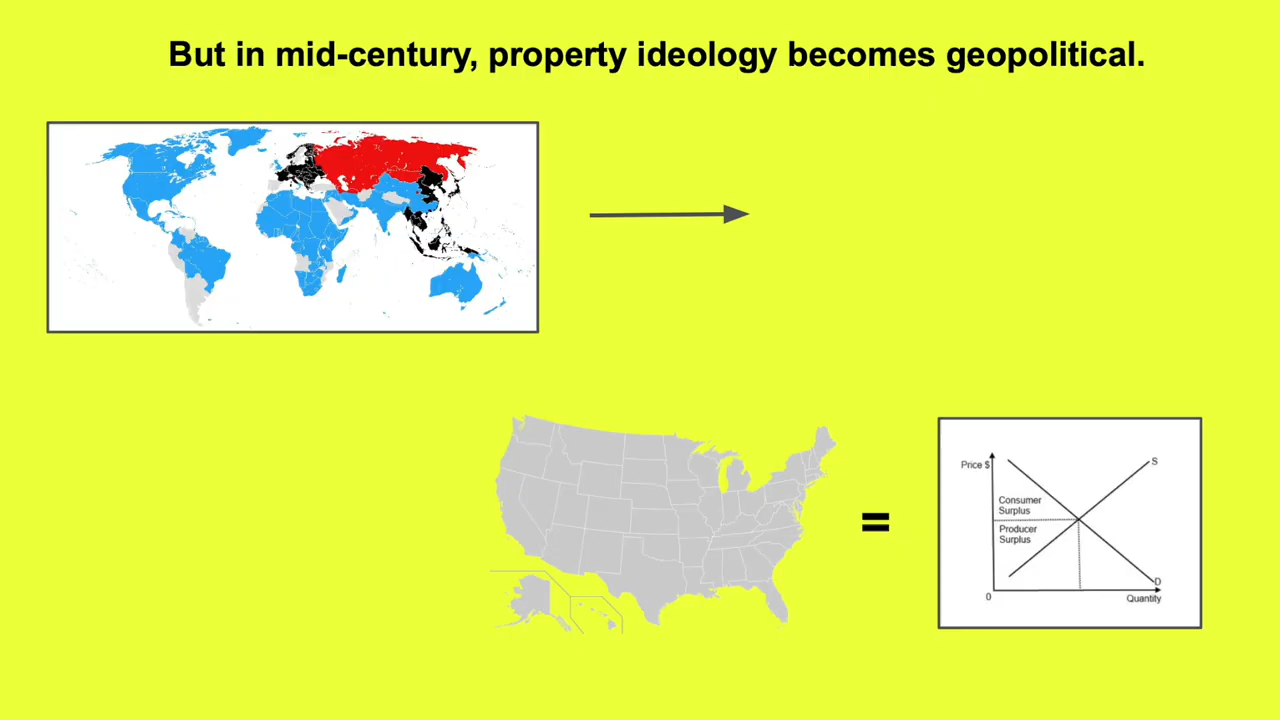 But in mid-century, property ideology becomes geopolitical.
=
Price $
S
Consumer
Surplus
Producer
Surplus
D
0
Quantity